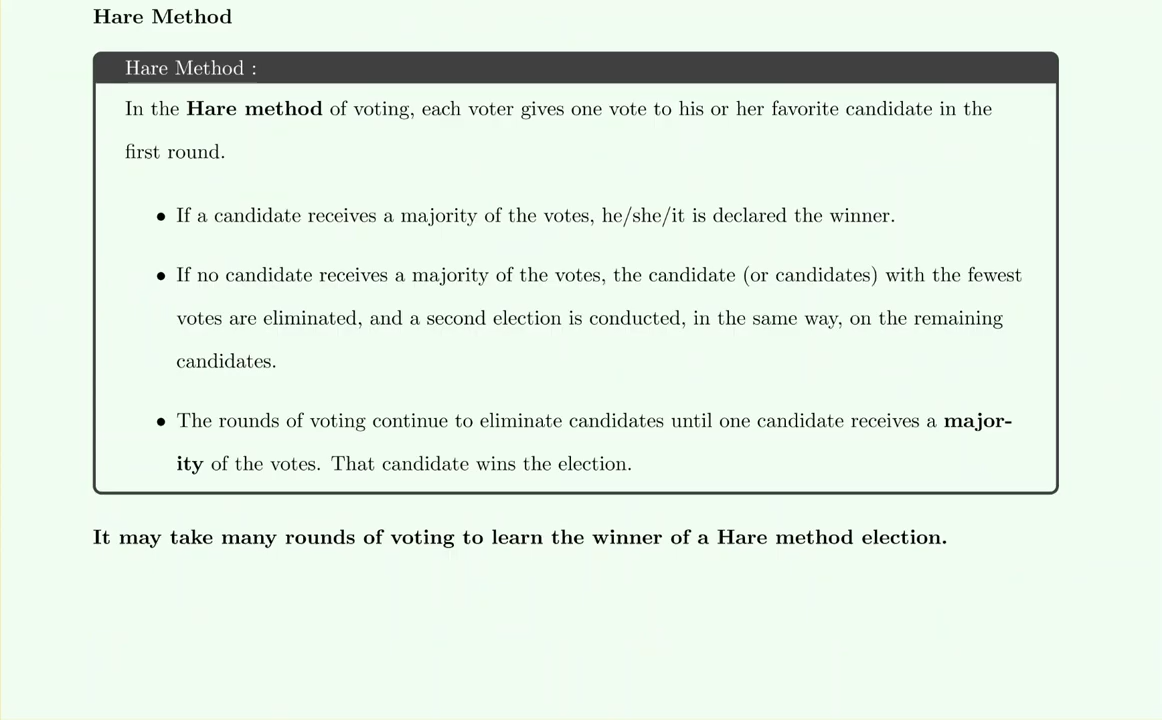 Hare Method
Hare Method :
In the Hare method of voting, each voter gives one vote to his or her favorite candidate in the
first round.
• If a candidate receives a majority of the votes, he/she/it is declared the winner.
• If no candidate receives a majority of the votes, the candidate (or candidates) with the fewest
votes are eliminated, and a second election is conducted, in the same way, on the remaining
candidates.
• The rounds of voting continue to eliminate candidates until one candidate receives a major-
ity of the votes. That candidate wins the election.
It may take many rounds of voting to learn the winner of a Hare method election.